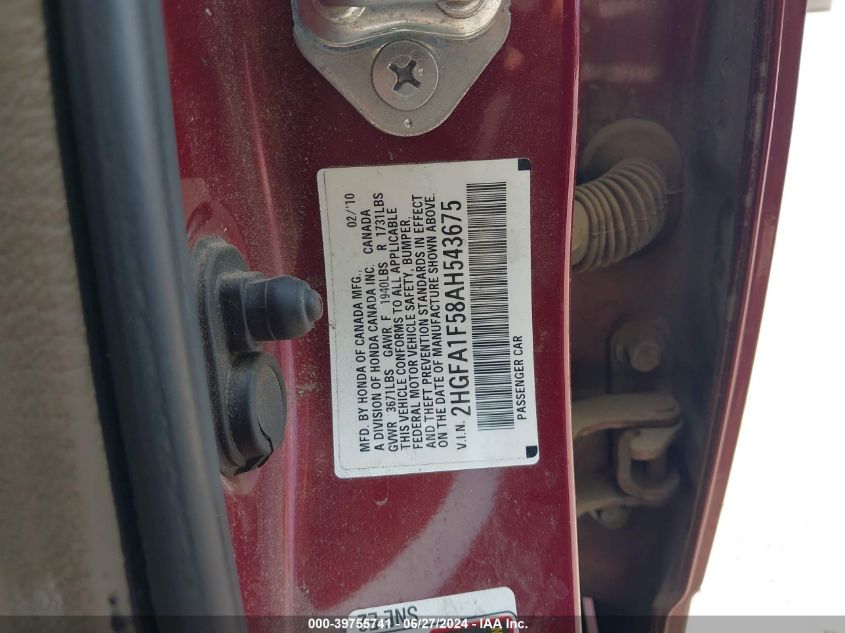 MFD. BY HONDA OF CANADA MFG., 02/'10
A DIVISION OF HONDA CANADA INC. CANADA
GVWR 3671LBS GAWR F 1940LBS R 1731LBS
THIS VEHICLE CONFORMS TO ALL APPLICABLE
FEDERAL MOTOR VEHICLE SAFETY, BUMPER,
AND THEFT PREVENTION STANDARDS IN EFFECT
ON THE DATE OF MANUFACTURE SHOWN ABOVE.
V.I.N. 2HGFA1F58AH543675
PASSENGER CAR
000-39755741 - 06/27/2024 - IAA Inc.